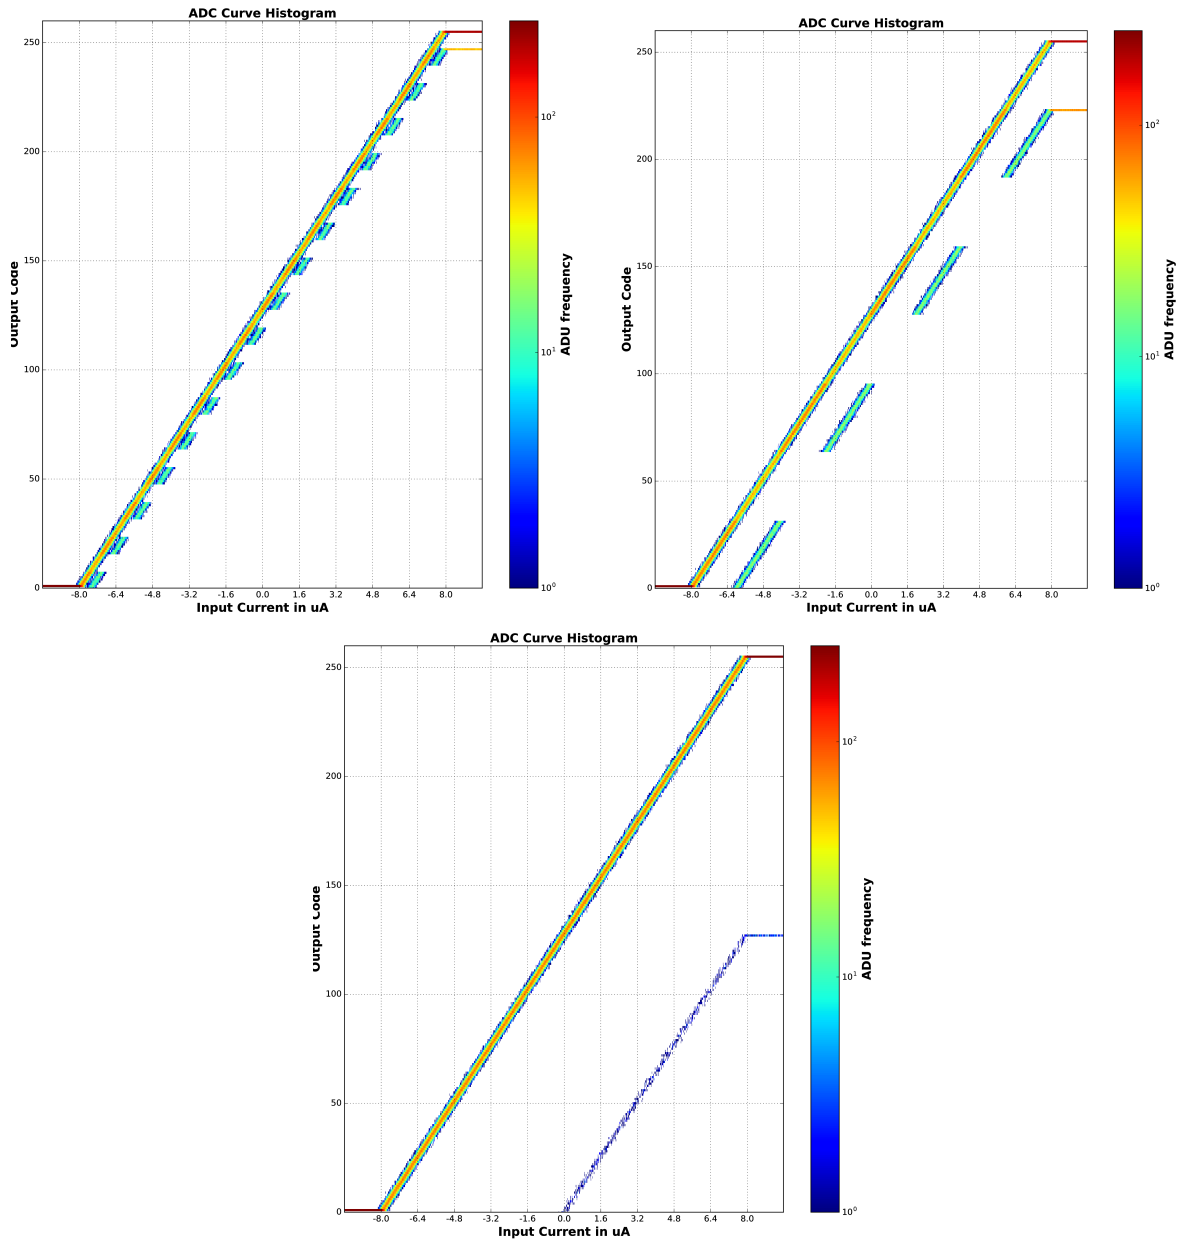 ADC Curve Histogram
250
200
150
100
50
0
Output Code
-8.0 -6.4 -4.8 -3.2 -1.6 0.0 1.6 3.2 4.8 6.4 8.0
Input Current in uA
10²
10¹
10⁰
ADU frequency
ADC Curve Histogram
250
200
150
100
50
0
Output Code
-8.0 -6.4 -4.8 -3.2 -1.6 0.0 1.6 3.2 4.8 6.4 8.0
Input Current in uA
10²
10¹
10⁰
ADU frequency
ADC Curve Histogram
250
200
150
100
50
0
Output Code
-8.0 -6.4 -4.8 -3.2 -1.6 0.0 1.6 3.2 4.8 6.4 8.0
Input Current in uA
10²
10¹
10⁰
ADU frequency